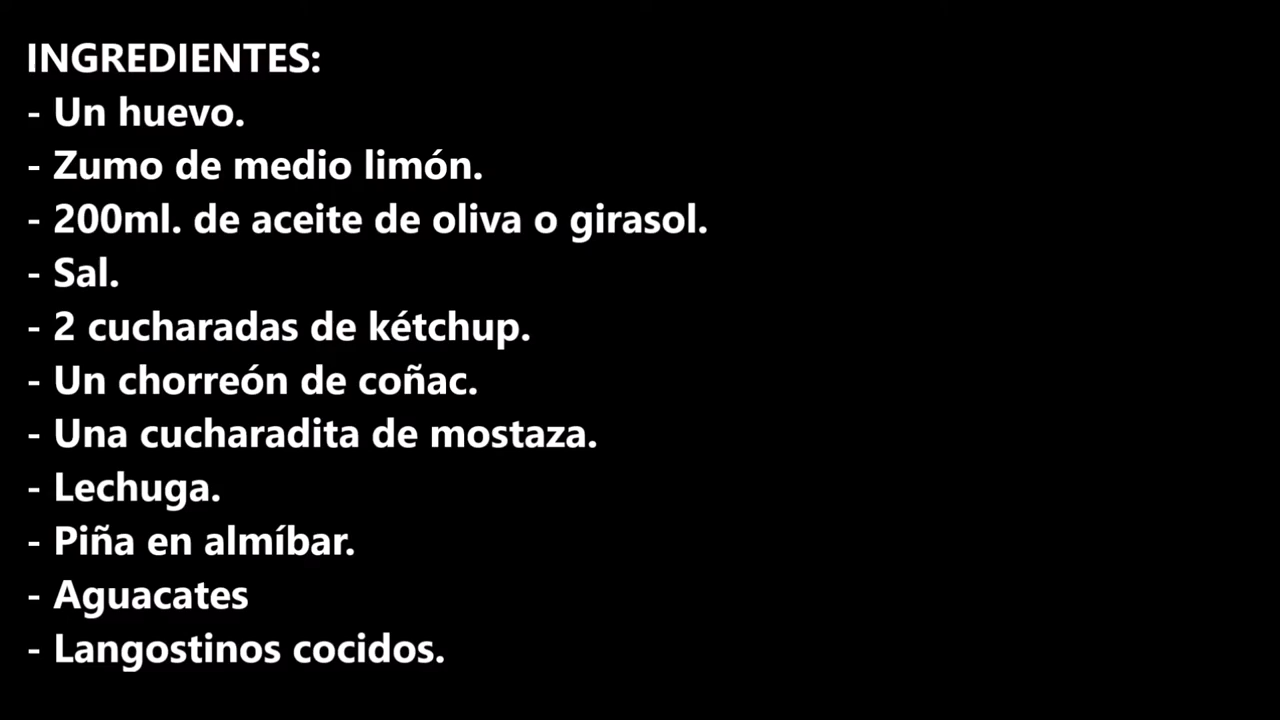 INGREDIENTES:
- Un huevo.
- Zumo de medio limón.
- 200ml. de aceite de oliva o girasol.
- Sal.
- 2 cucharadas de kétchup.
- Un chorreón de coñac.
- Una cucharadita de mostaza.
- Lechuga.
- Piña en almíbar.
- Aguacates
- Langostinos cocidos.